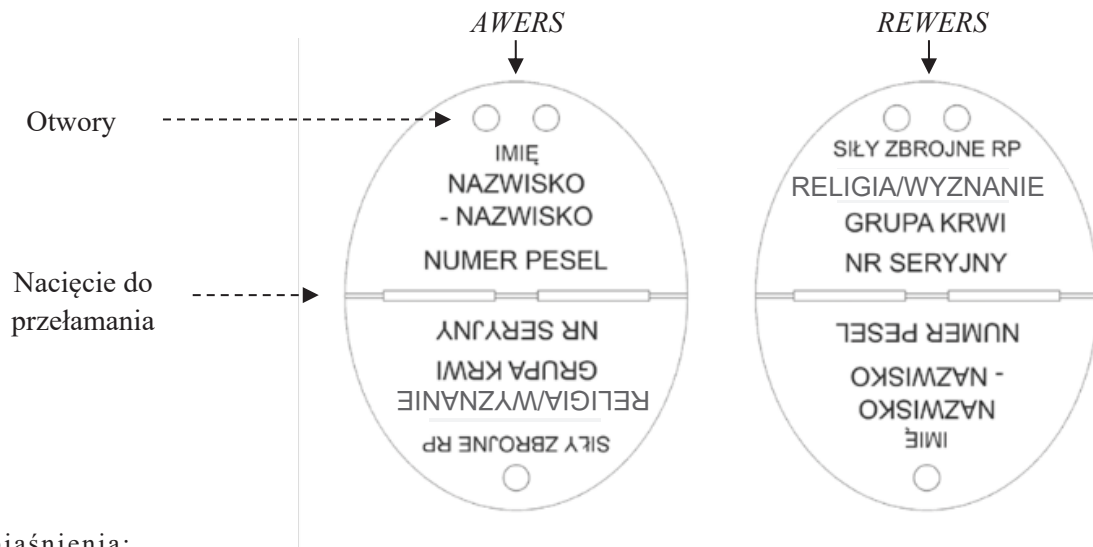 AWERS
REWERS
Otwory
IMIĘ
NAZWISKO
- NAZWISKO
NUMER PESEL
SIŁY ZBROJNE RP
RELIGIA/WYZNANIE
GRUPA KRWI
NR SERYJNY
Nacięcie do
przełamania
NR SERYJNY
GRUPA KRWI
RELIGIA/WYZNANIE
SIŁY ZBROJNE RP
NUMER PESEL
- NAZWISKO
NAZWISKO
IMIĘ